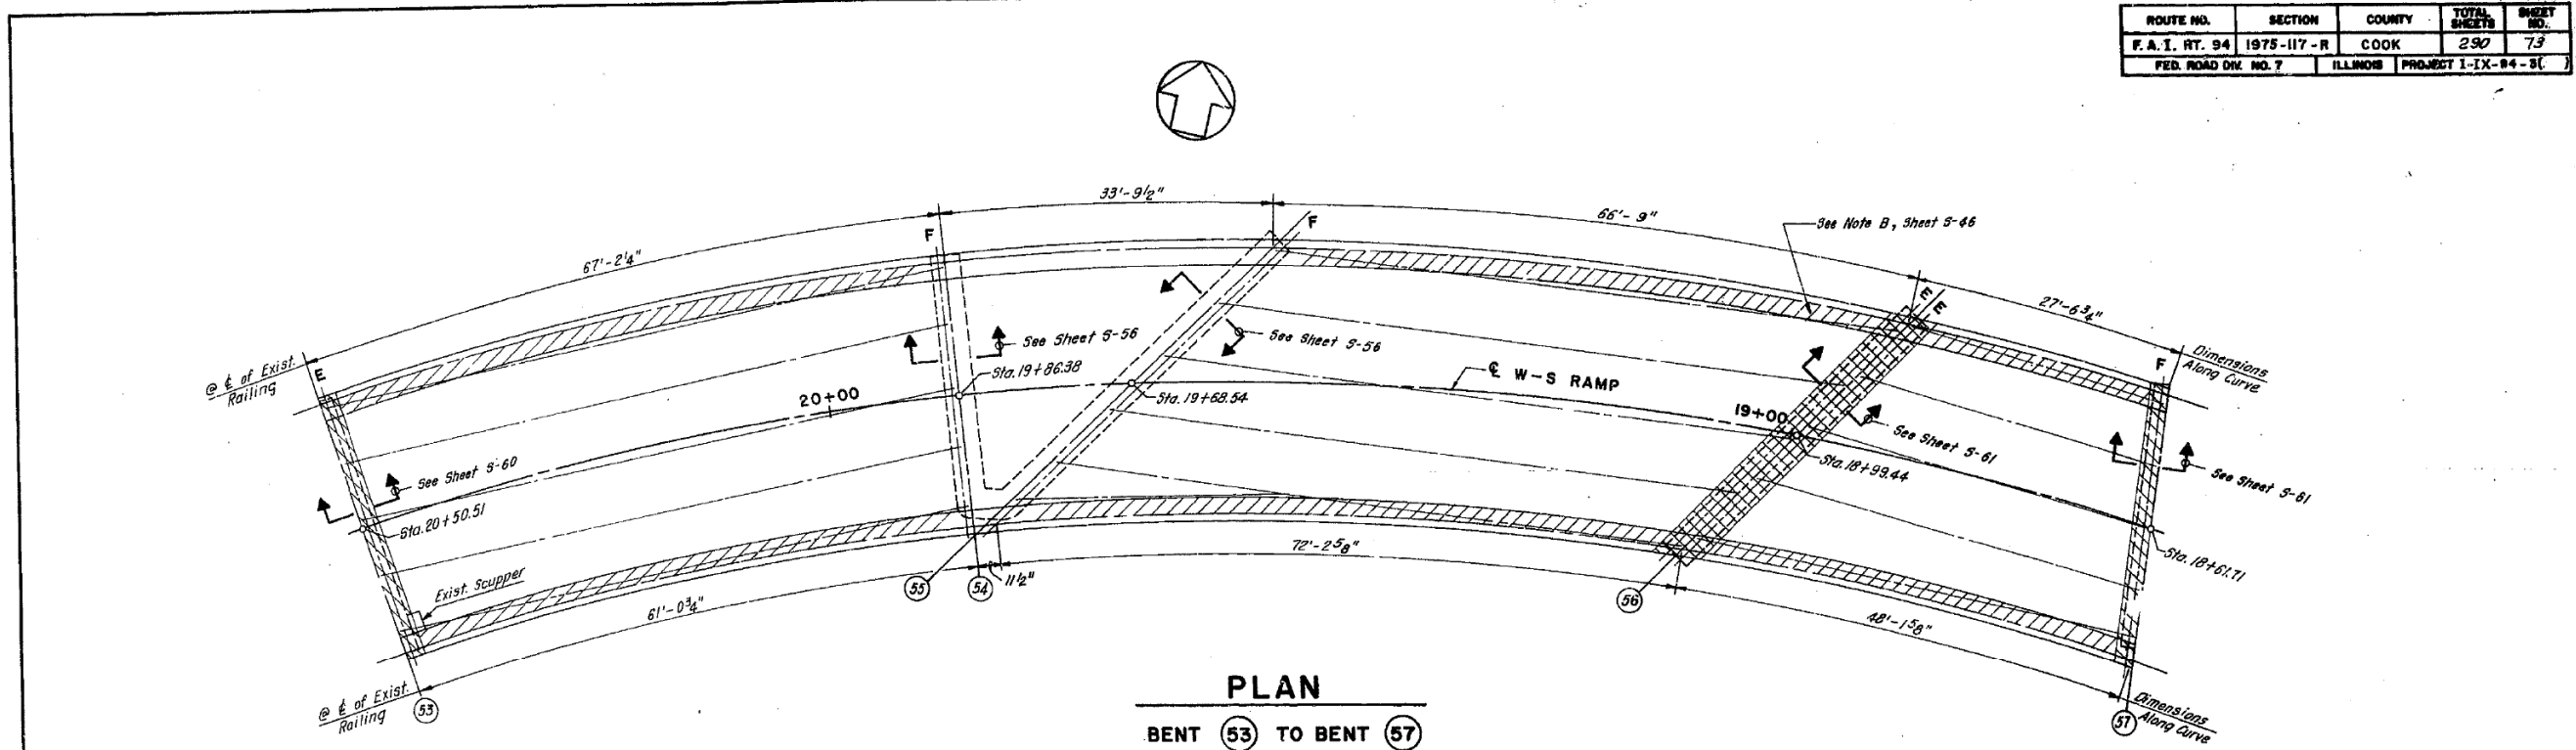 ROUTE NO. SECTION COUNTY TOTAL SHEETS SHEET NO.
F.A.I. RT. 94 1975-117-R COOK 290 73
FED. ROAD DIV. NO. 7 ILLINOIS PROJECT I-IX-94-3( )
33'-9½"
66'-9"
See Note B, Sheet S-46
67'-2¼"
27'-6¾"
F
F
E
E
See Sheet S-56
See Sheet S-56
Dimensions
Along Curve
@ ℄ of Exist.
Railing
E
F
Sta. 19+86.38
℄ W-S RAMP
20+00
Sta. 19+68.54
19+00
See Sheet S-61
See Sheet S-60
Sta. 18+99.44
See Sheet S-61
Sta. 20+50.51
Sta. 18+61.71
Exist. Scupper
61'-0¾"
55
54
11½"
72'-2⅝"
56
48'-1⅝"
@ ℄ of Exist.
Railing
53
57
Dimensions
Along Curve
PLAN
BENT 53 TO BENT 57